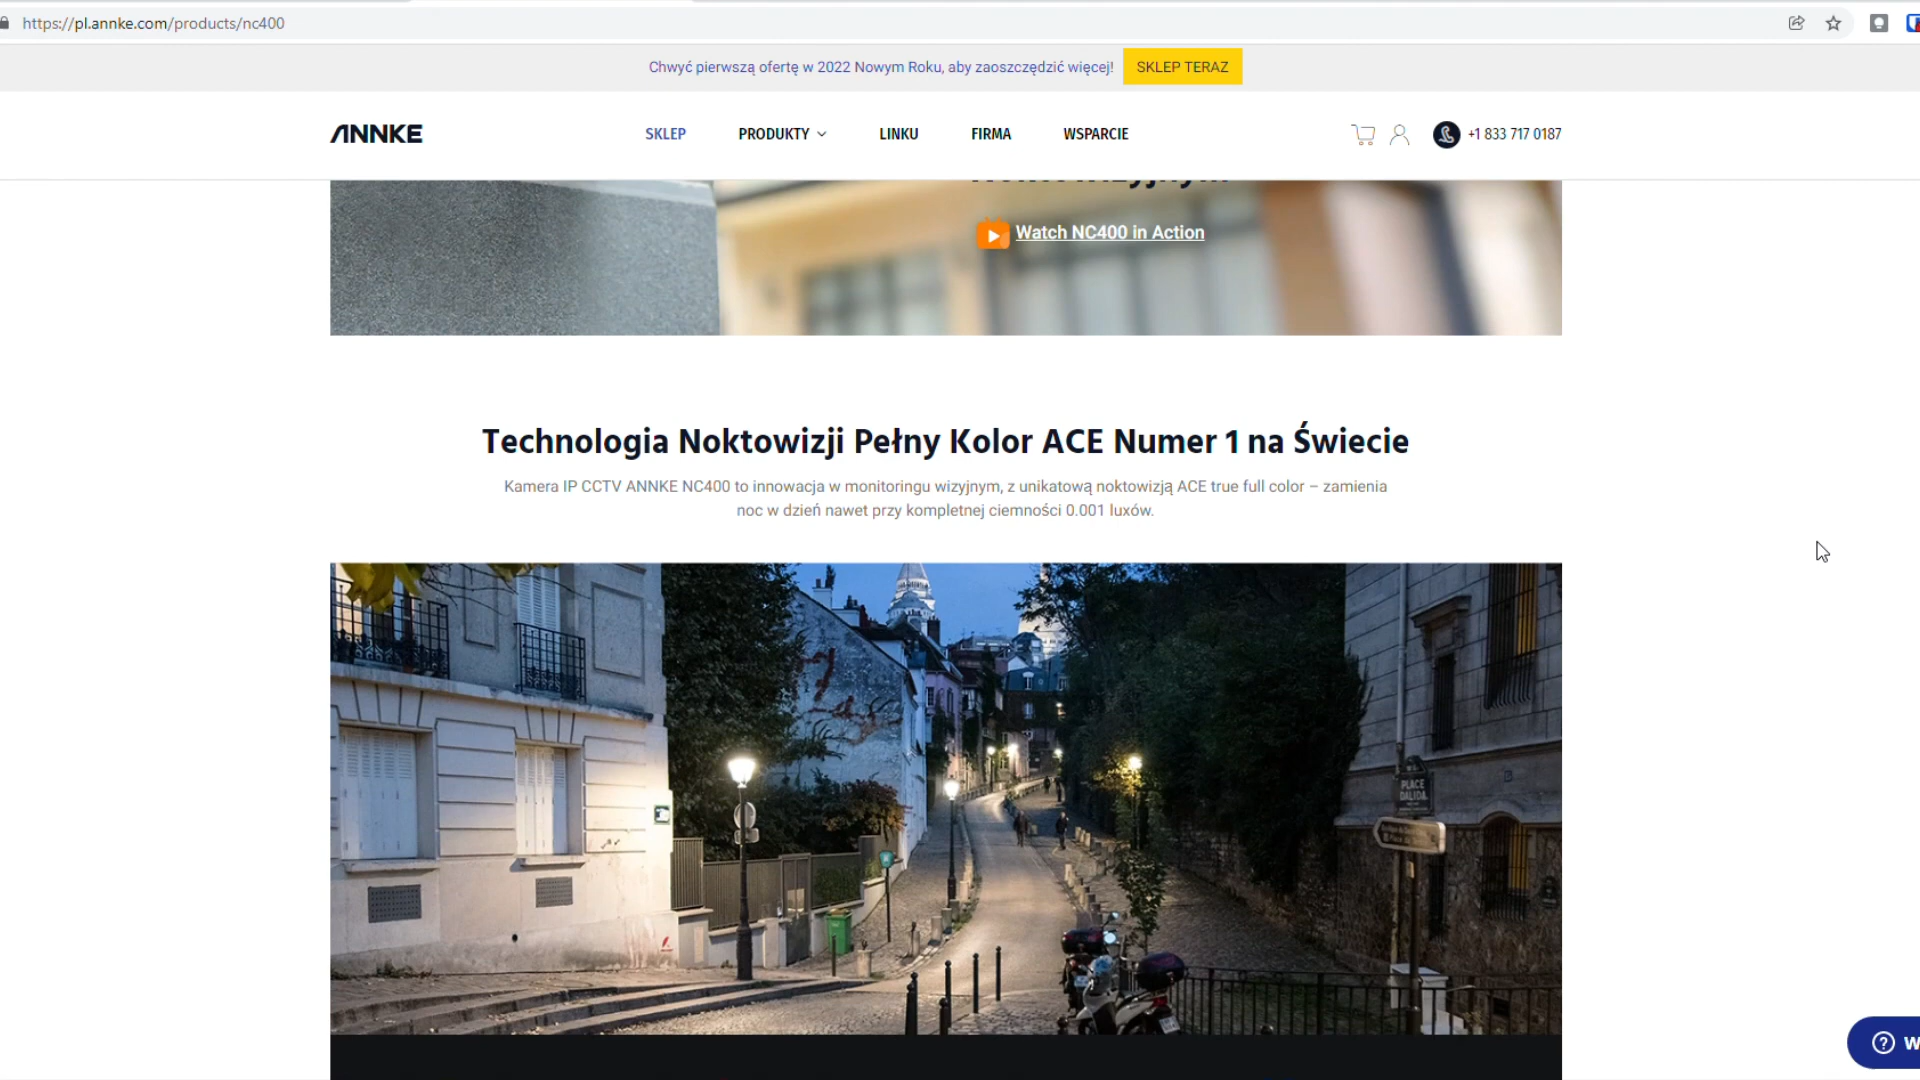 https://pl.annke.com/products/nc400
Chwyć pierwszą ofertę w 2022 Nowym Roku, aby zaoszczędzić więcej! SKLEP TERAZ
ANNKE SKLEP PRODUKTY LINKU FIRMA WSPARCIE +1 833 717 0187
Watch NC400 in Action
Technologia Noktowizji Pełny Kolor ACE Numer 1 na Świecie
Kamera IP CCTV ANNKE NC400 to innowacja w monitoringu wizyjnym, z unikatową noktowizją ACE true full color – zamienia
noc w dzień nawet przy kompletnej ciemności 0.001 luxów.
PLACE
DALIDA
W